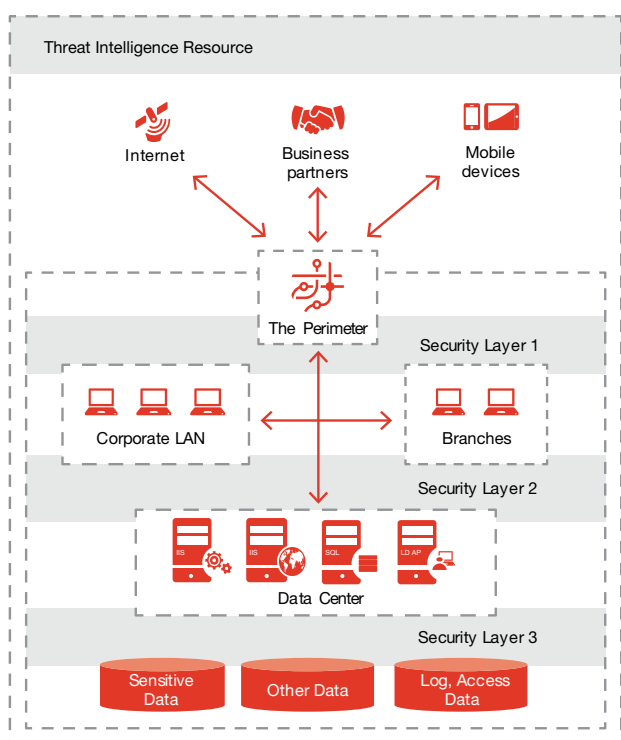 Threat Intelligence Resource
Internet
Business
partners
Mobile
devices
The Perimeter
Security Layer 1
Corporate LAN
Branches
Security Layer 2
IIS
IIS
SQL
LD AP
Data Center
Security Layer 3
Sensitive
Data
Other Data
Log, Access
Data